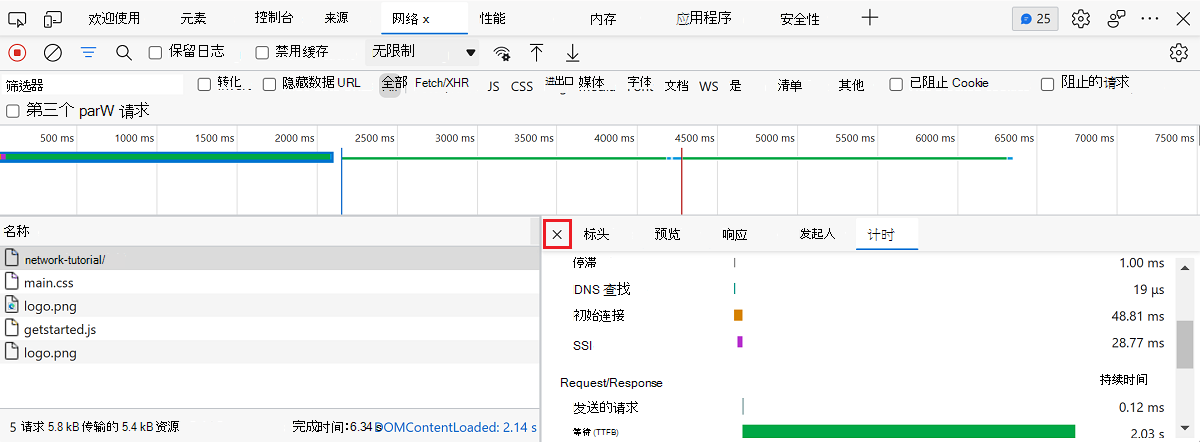 欢迎使用 元素 控制台 来源 网络 x 性能 内存 应用程序 安全性 25
保留日志 禁用缓存 无限制
筛选器 转化 隐藏数据 URL 全部 Fetch/XHR JS CSS 进出口 媒体 字体 文档 WS 是 清单 其他 已阻止 Cookie 阻止的请求
第三个 parW 请求
500 ms 1000 ms 1500 ms 2000 ms 2500 ms 3000 ms 3500 ms 4000 ms 4500 ms 5000 ms 5500 ms 6000 ms 6500 ms 7000 ms 7500 ms
名称
network-tutorial/
main.css
logo.png
getstarted.js
logo.png
5 请求 5.8 kB 传输的 5.4 kB 资源 完成时间: 6.34 s DOMContentLoaded: 2.14 s
标头 预览 响应 发起人 计时
停滞 1.00 ms
DNS 查找 19 µs
初始连接 48.81 ms
SSI 28.77 ms
Request/Response 持续时间
发送的请求 0.12 ms
等待 (TTFB) 2.03 s